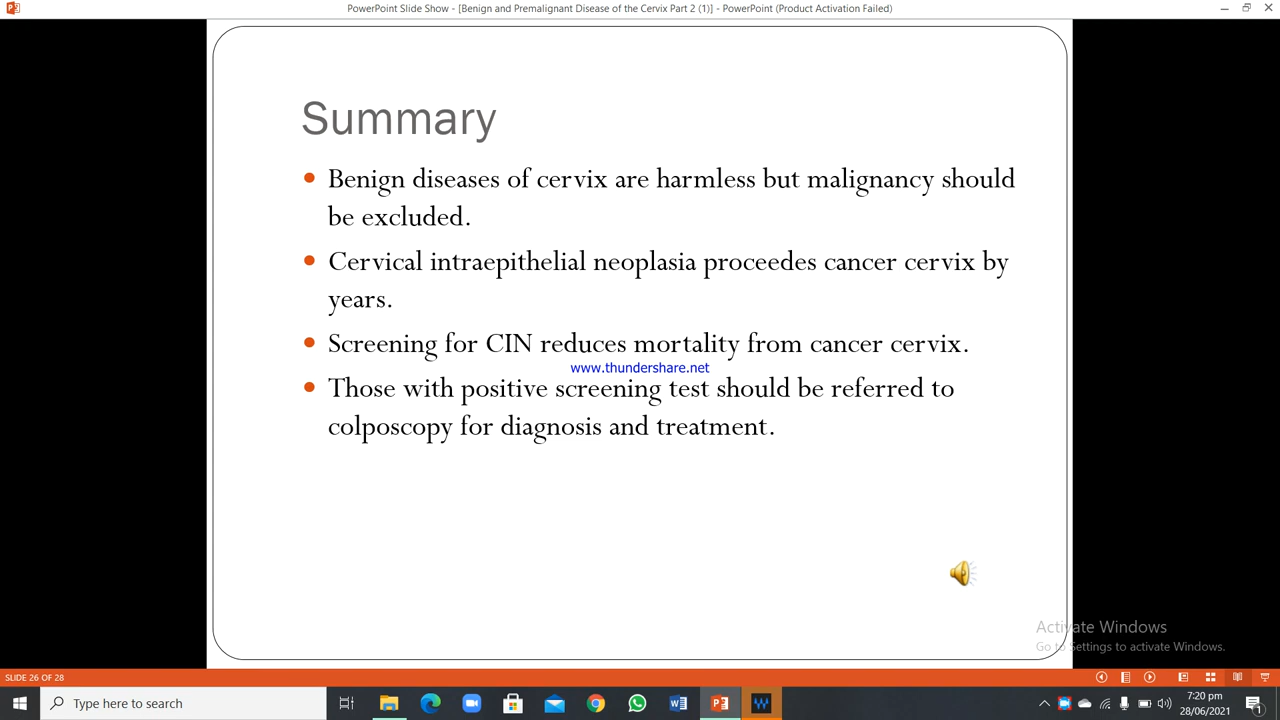 PowerPoint Slide Show - [Benign and Premalignant Disease of the Cervix Part 2 (1)] - PowerPoint (Product Activation Failed)
Summary
Benign diseases of cervix are harmless but malignancy should
be excluded.
Cervical intraepithelial neoplasia proceedes cancer cervix by
years.
Screening for CIN reduces mortality from cancer cervix.
www.thundershare.net
Those with positive screening test should be referred to
colposcopy for diagnosis and treatment.
Activate Windows
Go to Settings to activate Windows.
SLIDE 26 OF 28
Type here to search
7:20 pm
28/06/2021
1